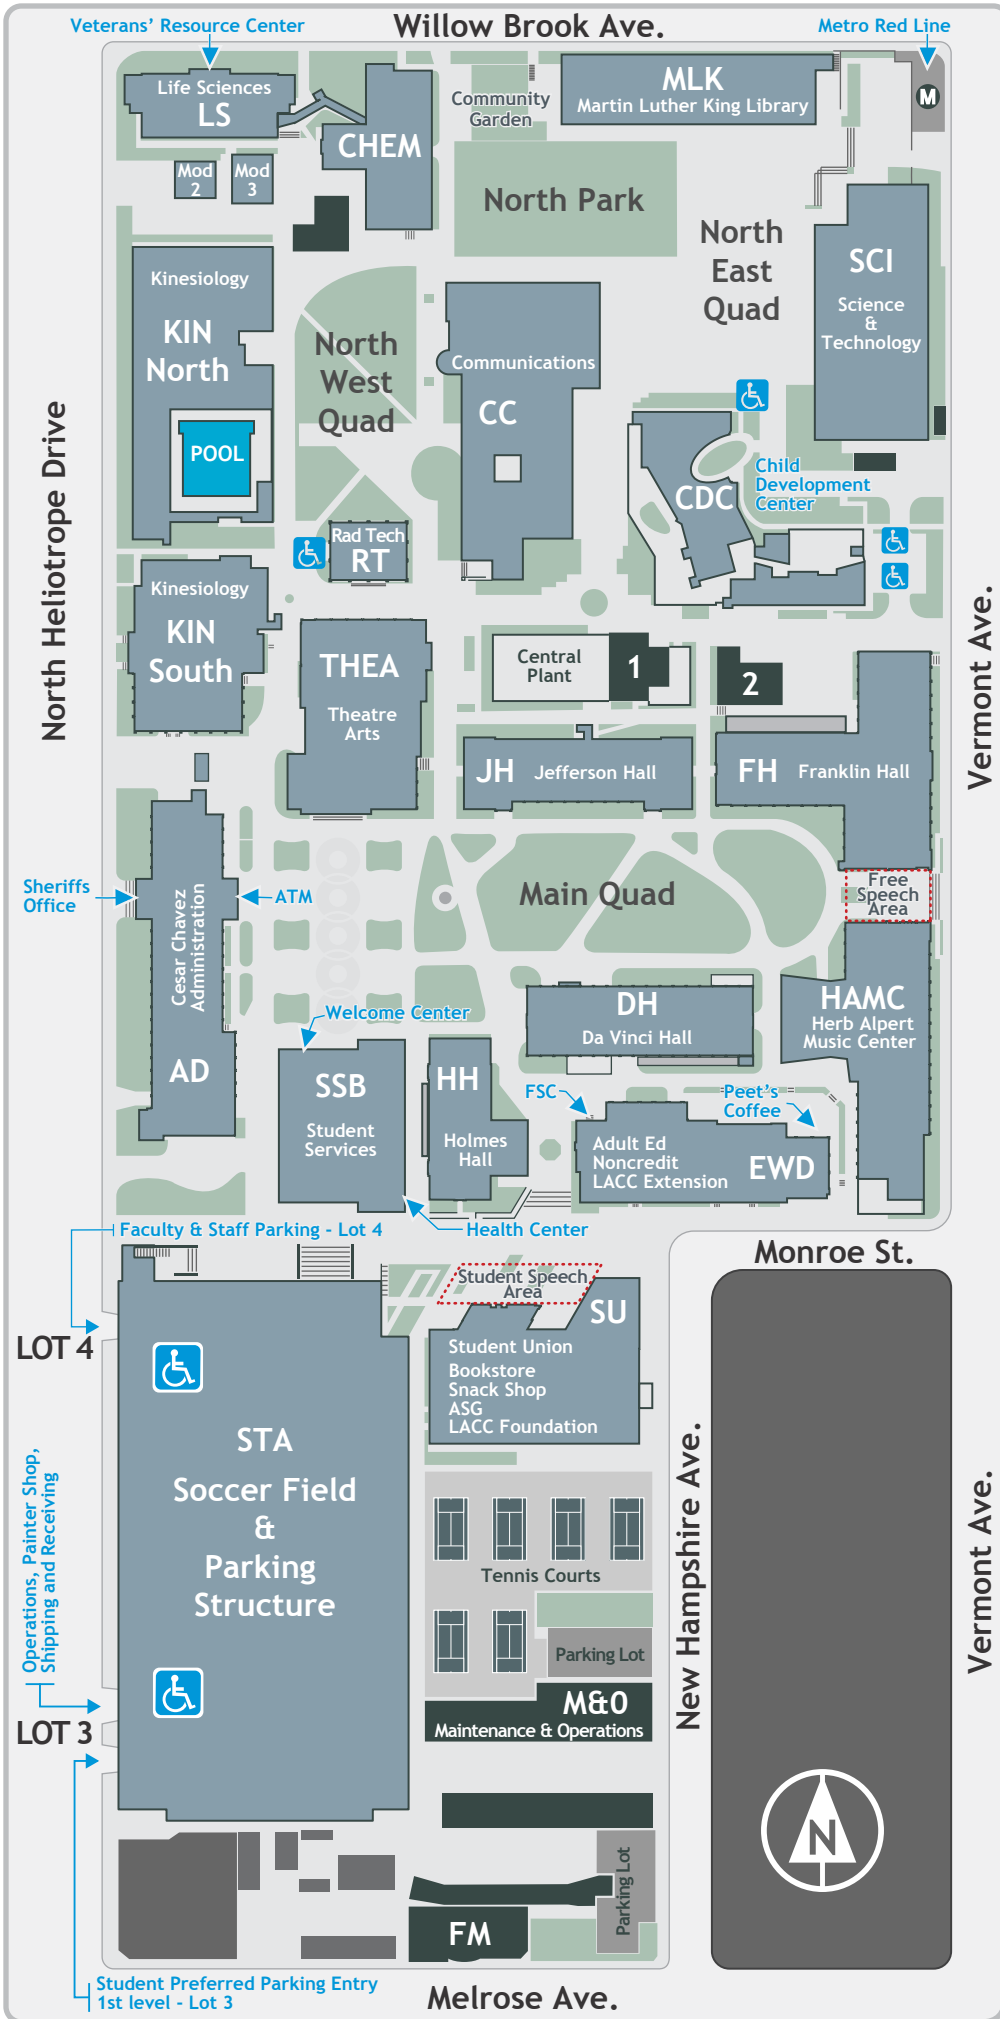 Veterans' Resource Center
Willow Brook Ave.
Metro Red Line
Life Sciences
LS
CHEM
Community
Garden
MLK
Martin Luther King Library
M
Mod
2
Mod
3
North Park
North
East
Quad
SCI
Science
&
Technology
Kinesiology
KIN
North
POOL
North
West
Quad
Communications
CC
North Heliotrope Drive
CDC
Child
Development
Center
Rad Tech
RT
Kinesiology
KIN
South
THEA
Theatre
Arts
Central
Plant
1
2
Vermont Ave.
JH
Jefferson Hall
FH
Franklin Hall
Sheriffs
Office
ATM
Cesar Chavez
Administration
AD
Main Quad
Free
Speech
Area
Welcome Center
DH
Da Vinci Hall
HAMC
Herb Alpert
Music Center
SSB
Student
Services
HH
Holmes
Hall
FSC
Peet's
Coffee
Adult Ed
Noncredit
LACC Extension
EWD
Faculty & Staff Parking - Lot 4
Health Center
Monroe St.
Student Speech
Area
SU
Student Union
Bookstore
Snack Shop
ASG
LACC Foundation
LOT 4
STA
Soccer Field
&
Parking
Structure
Operations, Painter Shop,
Shipping and Receiving
Tennis Courts
New Hampshire Ave.
Vermont Ave.
Parking Lot
M&O
Maintenance & Operations
LOT 3
N
Parking Lot
FM
Student Preferred Parking Entry
1st level - Lot 3
Melrose Ave.